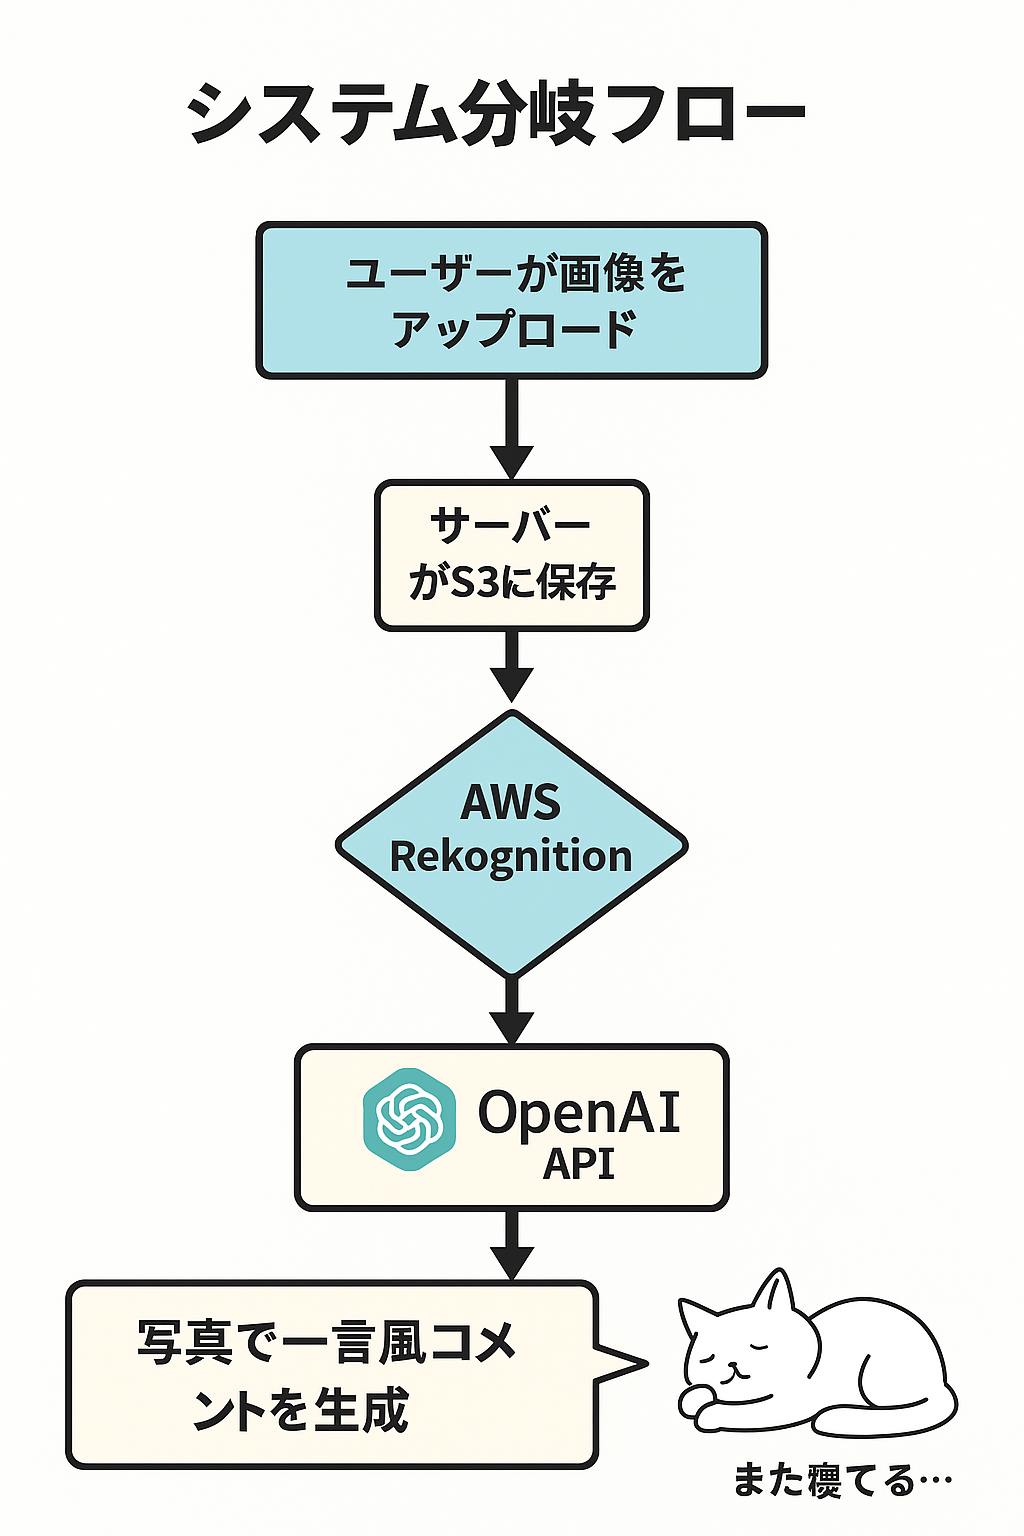 システム分岐フロー
ユーザーが画像を
アップロード
サーバー
がS3に保存
AWS
Rekognition
OpenAI
API
写真で一言風コメ
ントを生成
また寝てる…